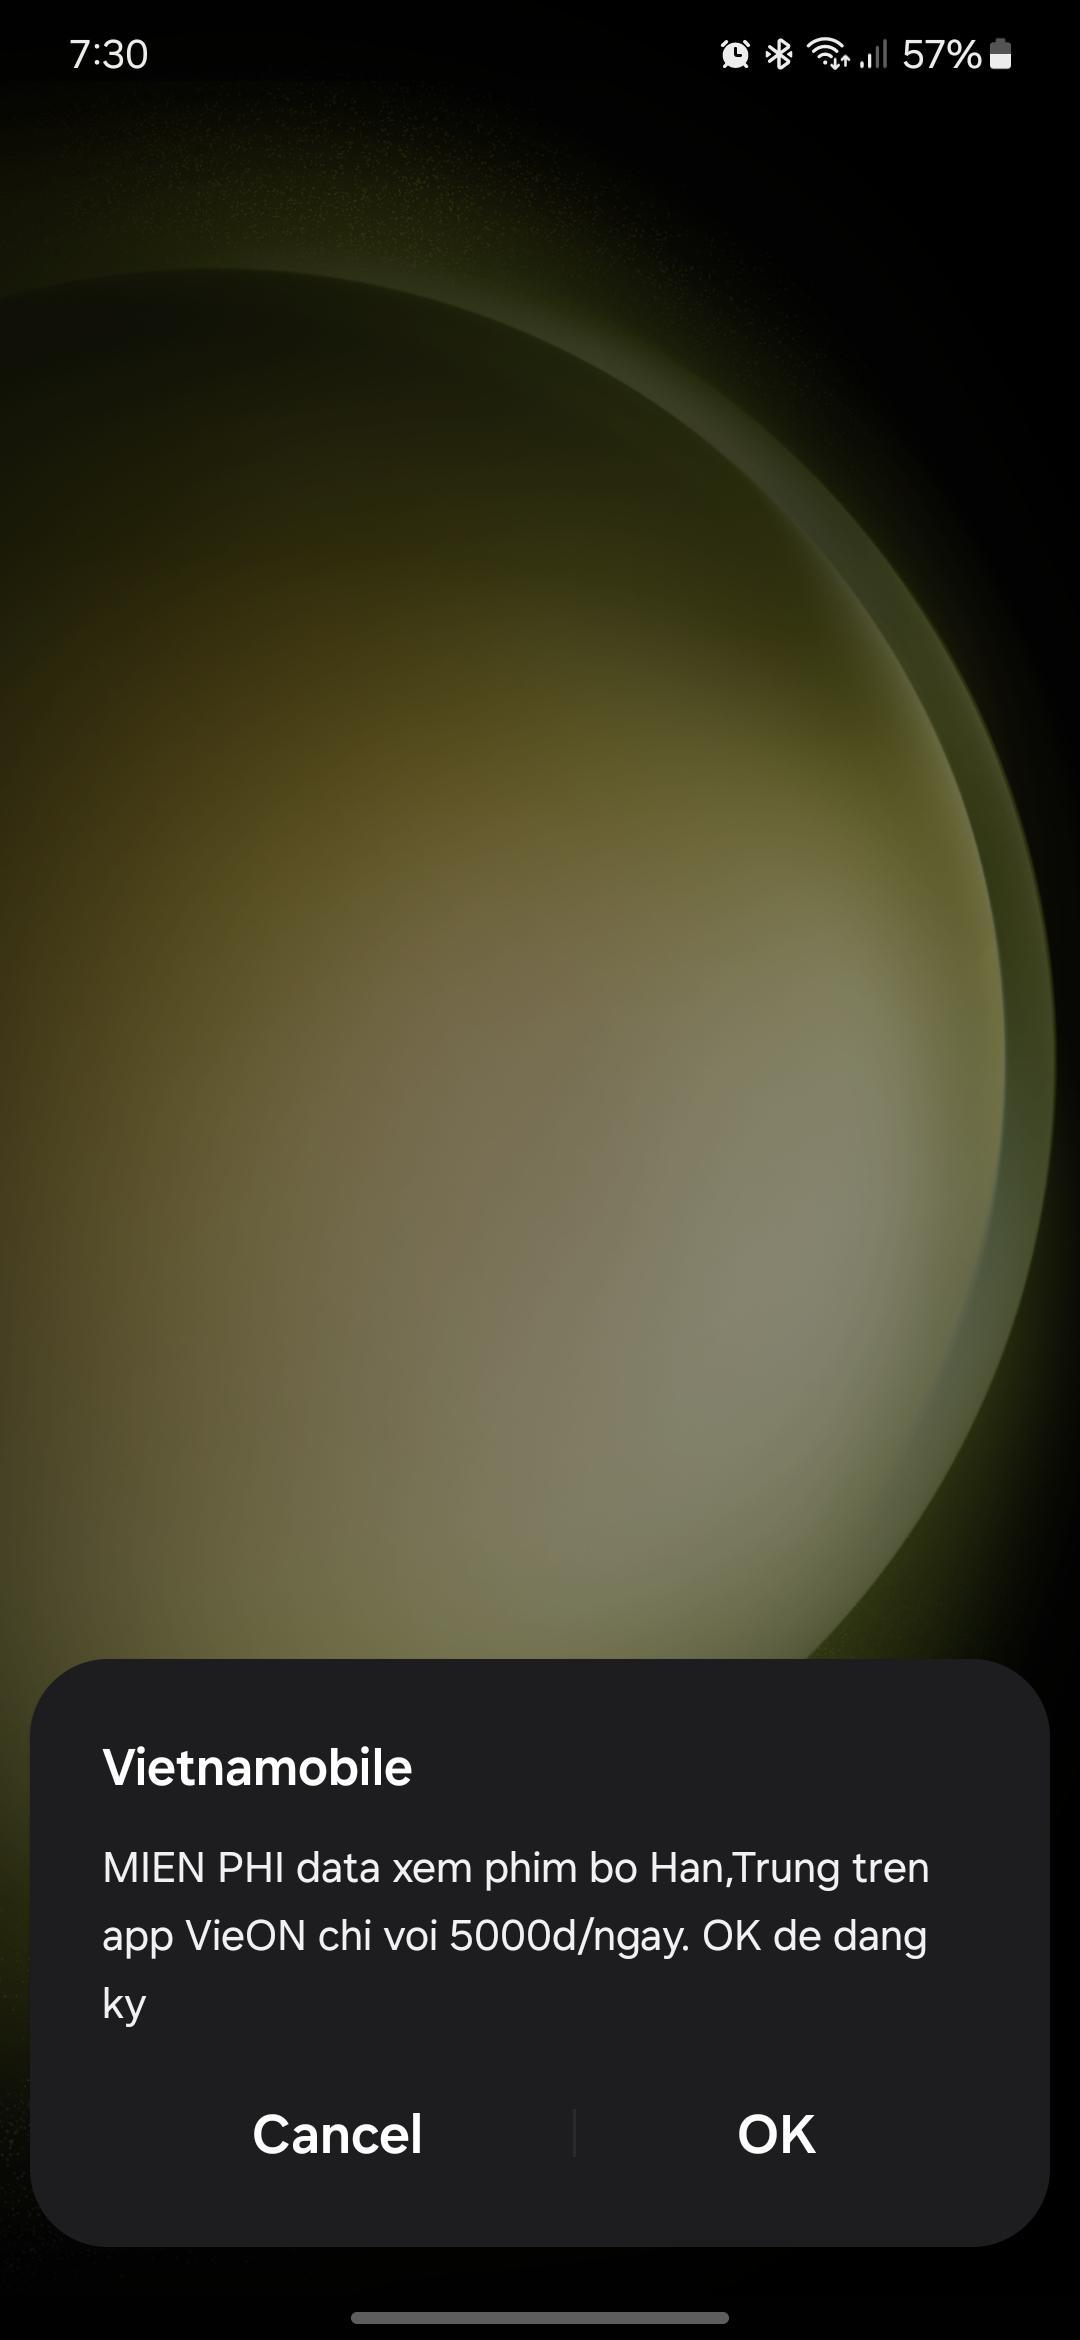 7:30
57%
Vietnamobile
MIEN PHI data xem phim bo Han,Trung tren
app VieON chi voi 5000d/ngay. OK de dang
ky
Cancel
OK